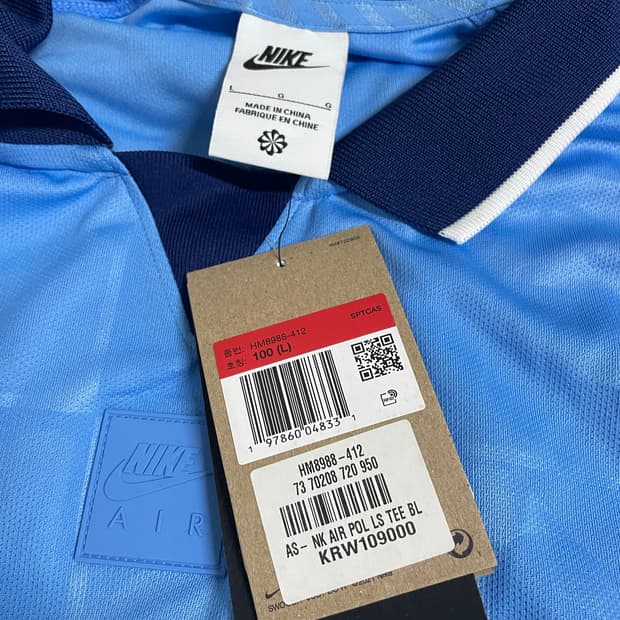 NIKE
L G G
MADE IN CHINA
FABRIQUE EN CHINE
SPTCAS
품번: HM8988-412
호칭: 100 (L)
RFID
1 97860 04833 1
HM8988-412
73 70208 720 950
AS- NK AIR POL LS TEE BL
KRW109000
NIKE
AIR